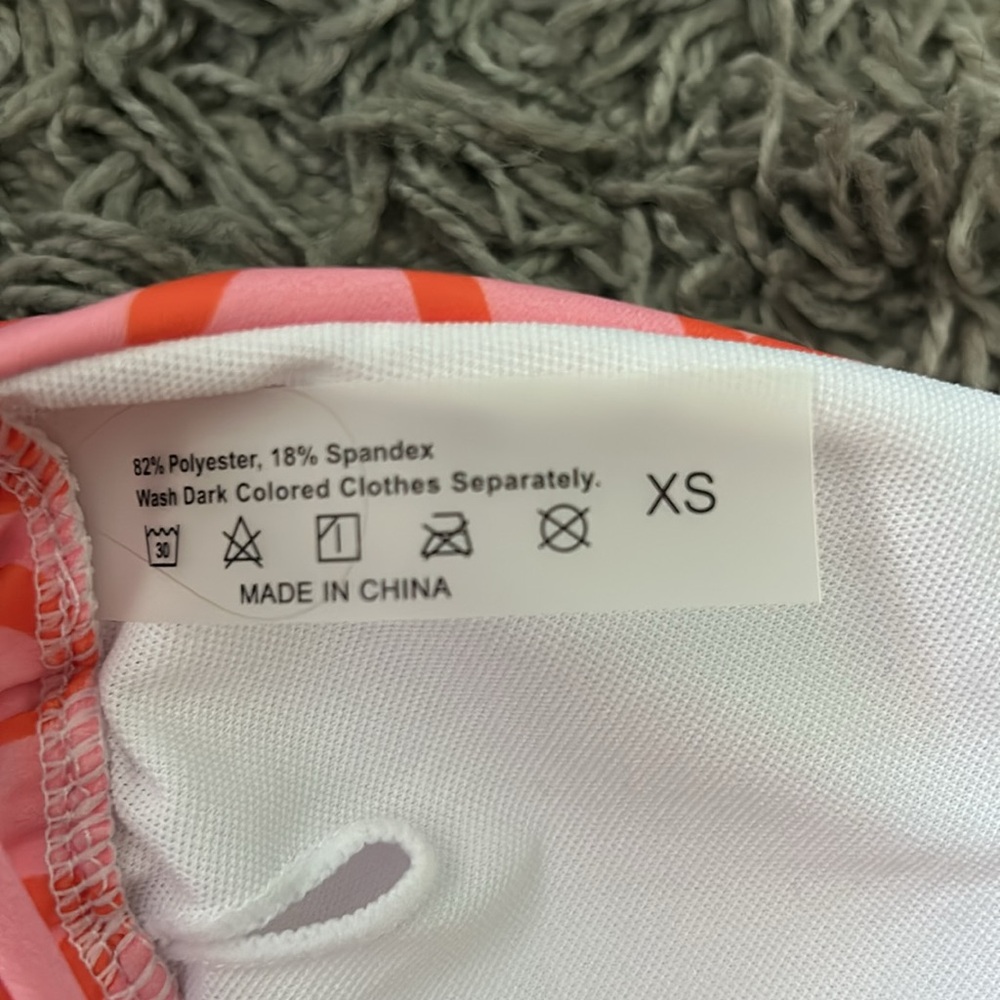 82% Polyester, 18% Spandex
Wash Dark Colored Clothes Separately.
XS
30
MADE IN CHINA